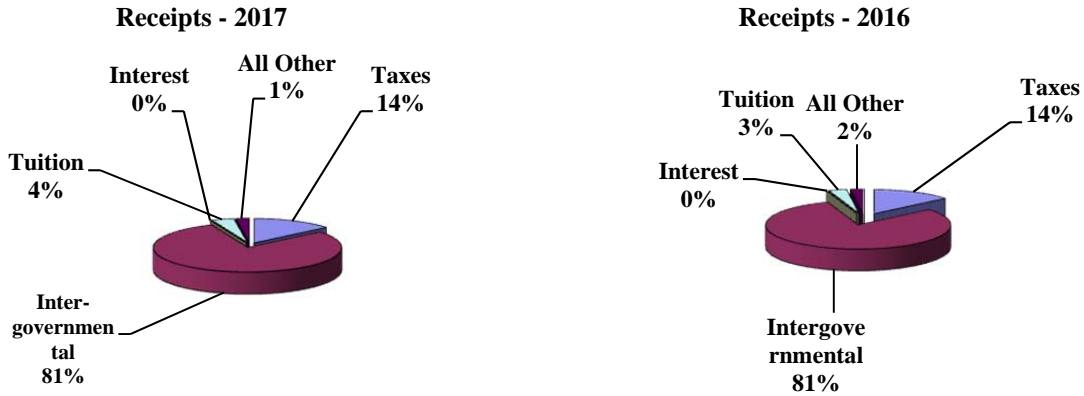 Receipts - 2017
Interest
0%
All Other
1%
Taxes
14%
Tuition
4%
Inter-
governmen
tal
81%
Receipts - 2016
Tuition
3%
All Other
2%
Taxes
14%
Interest
0%
Intergove
rnmental
81%